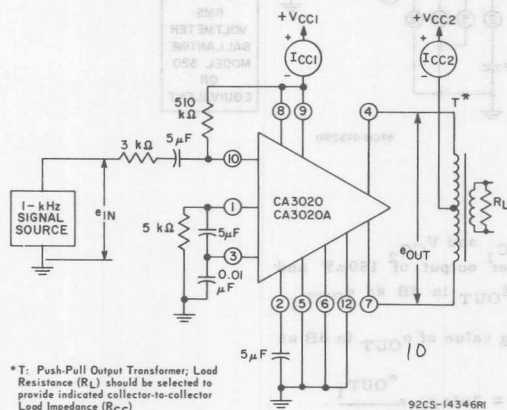 +VCC1
+VCC2
RMS
VOLTMETER
BALLANTINE
MODEL 320
OR
EQUIVALENT
+
ICC1
-
+
ICC2
-
510
kΩ
8
9
4
T*
3 kΩ
5μF
10
1-kHz
SIGNAL
SOURCE
eIN
1
CA3020
CA3020A
RL
5 kΩ
5μF
3
eOUT
0.01
μF
2
5
6
12
7
5μF
10
*T: Push-Pull Output Transformer; Load
Resistance (RL) should be selected to
provide indicated collector-to-collector
Load Impedance (RCC)
92CS-14346RI